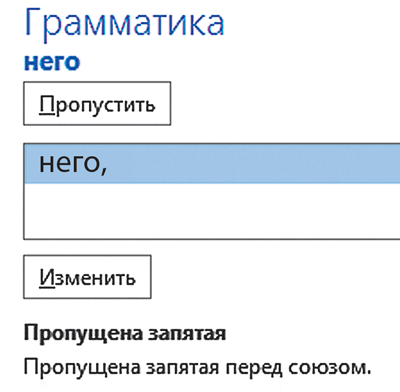 Грамматика
него
Пропустить
него,
Изменить
Пропущена запятая
Пропущена запятая перед союзом.